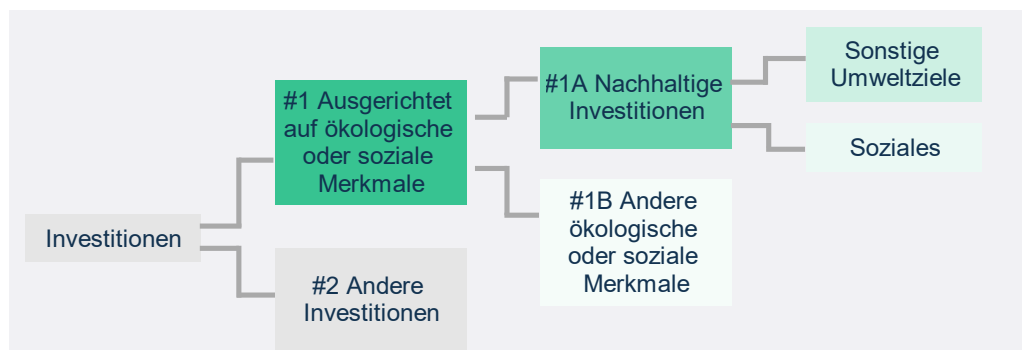 Investitionen
#1 Ausgerichtet
auf ökologische
oder soziale
Merkmale
#2 Andere
Investitionen
#1A Nachhaltige
Investitionen
#1B Andere
ökologische
oder soziale
Merkmale
Sonstige
Umweltziele
Soziales